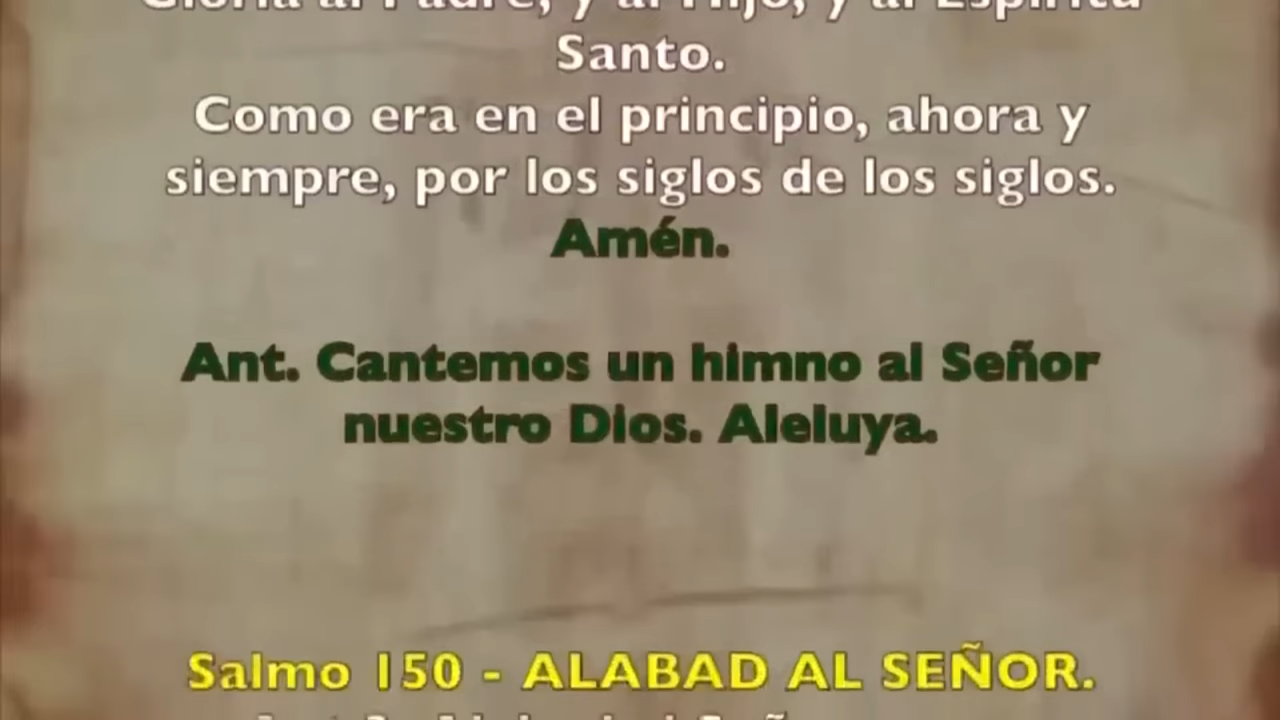 Gloria al Padre, y al Hijo, y al Espíritu
Santo.
Como era en el principio, ahora y
siempre, por los siglos de los siglos.
Amén.
Ant. Cantemos un himno al Señor
nuestro Dios. Aleluya.
Salmo 150 - ALABAD AL SEÑOR.